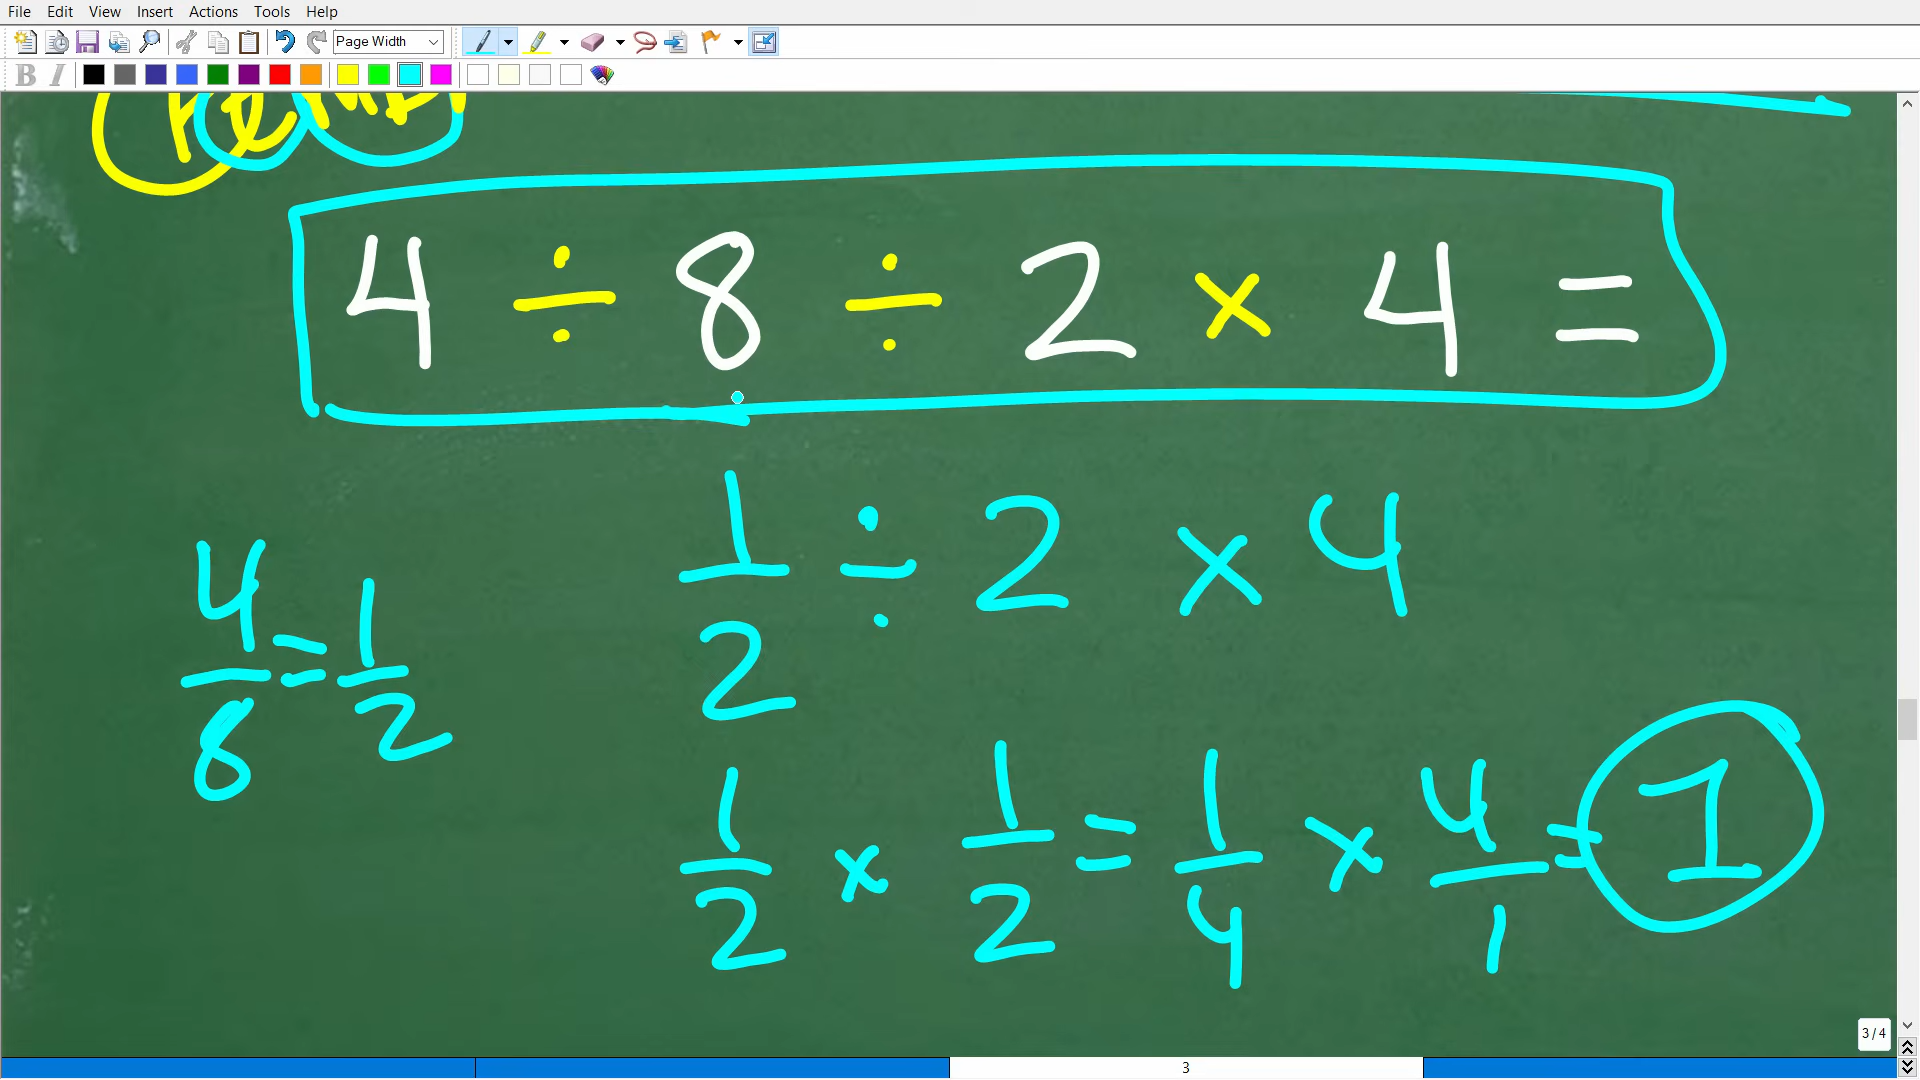 File Edit View Insert Actions Tools Help
Page Width
B I
4 ÷ 8 ÷ 2 × 4 =
1/2 ÷ 2 × 4
4/8 = 1/2
1/2 × 1/2 = 1/4 × 4/1 = 1
3 / 4
3